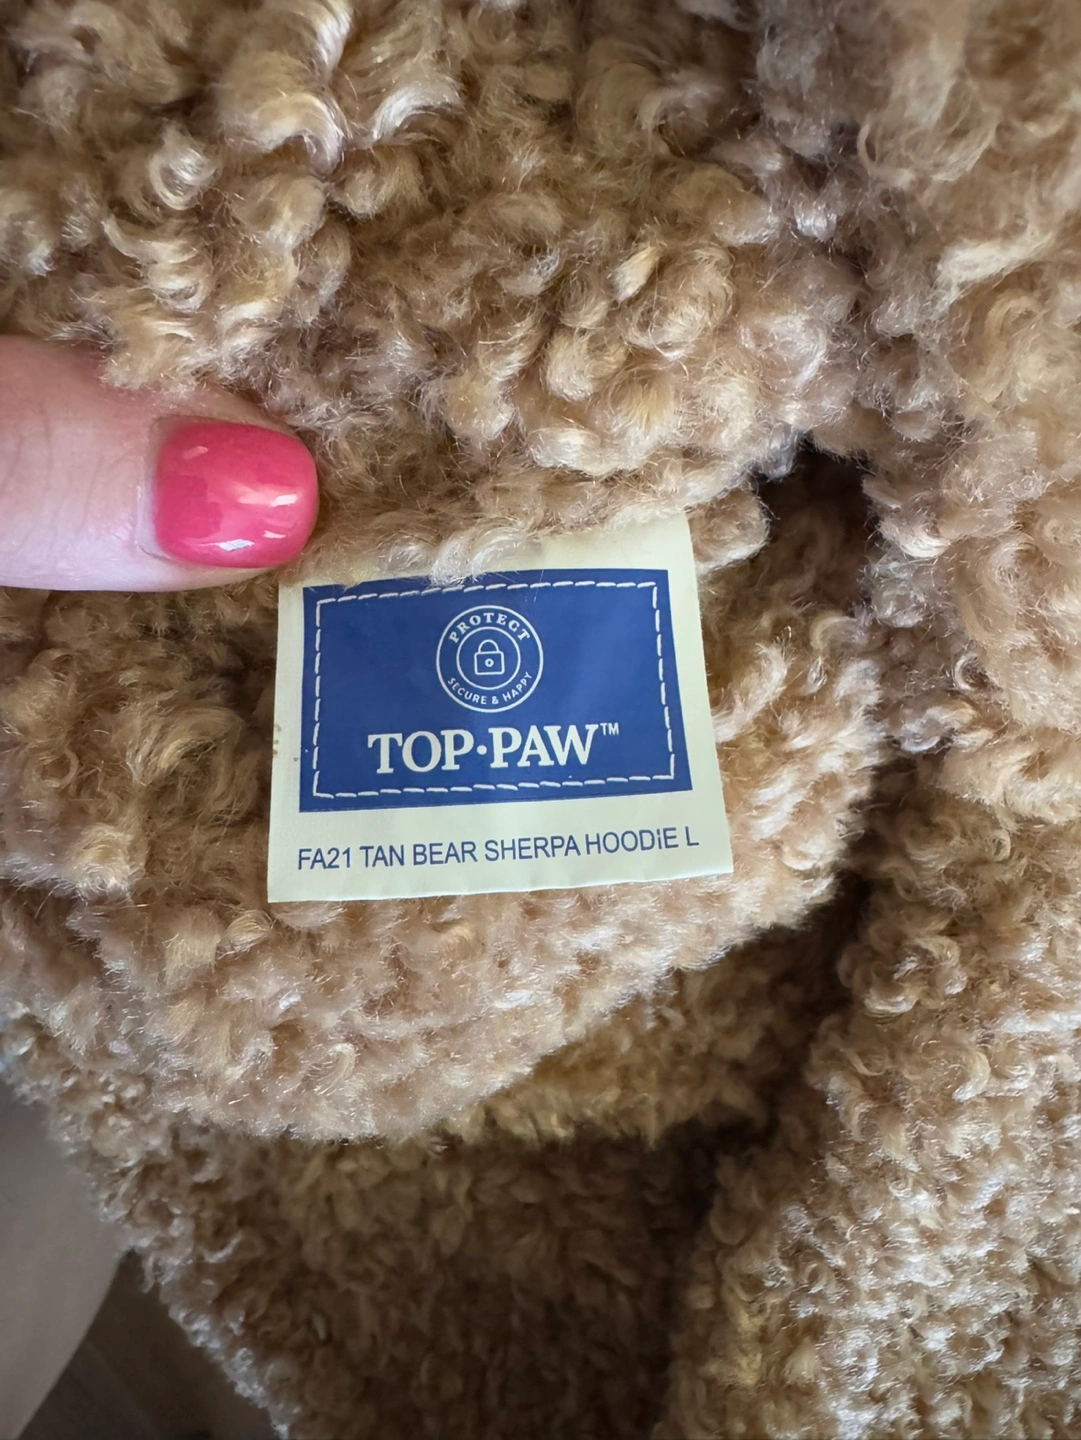 PROTECT
SECURE & HAPPY
TOP•PAW™
FA21 TAN BEAR SHERPA HOODiE L